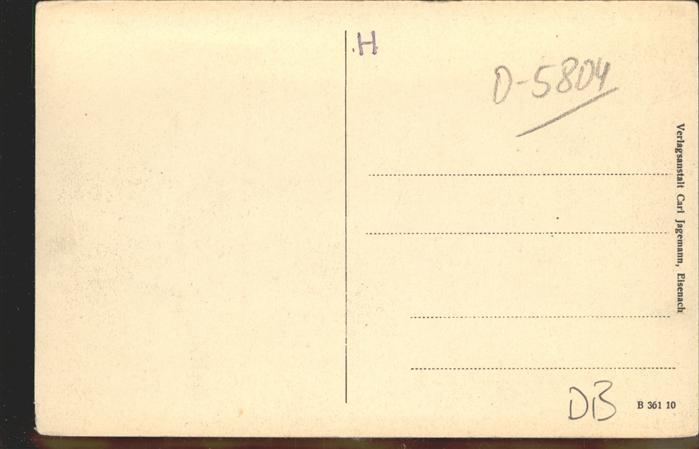 H
D-5804
Verlagsanstalt Carl Jagemann, Eisenach
DB
B 361 10